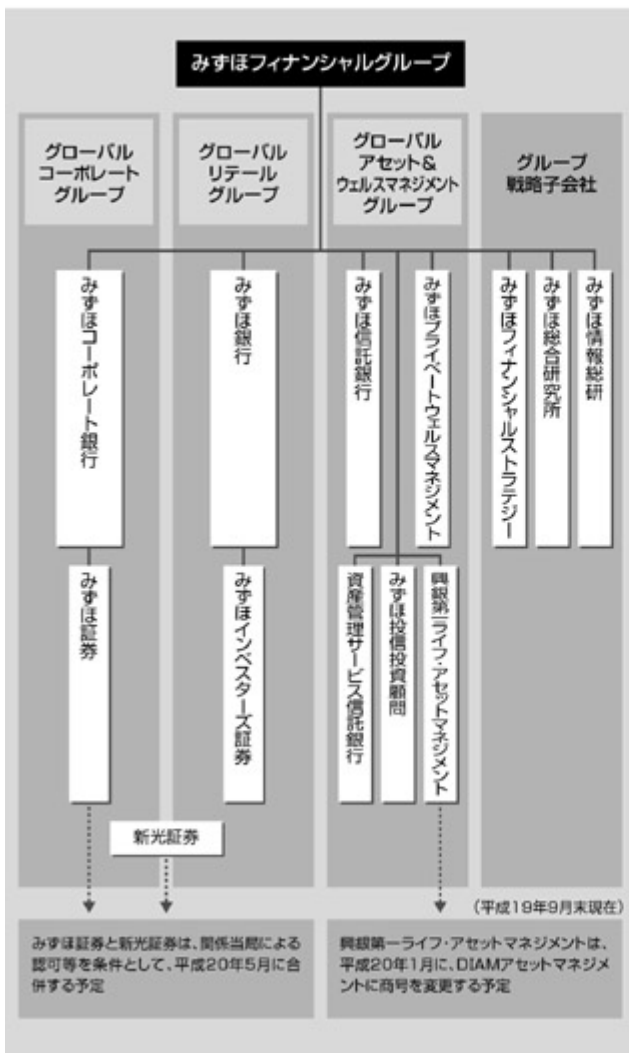 みずほフィナンシャルグループ
グローバル
コーポレート
グループ
グローバル
リテール
グループ
グローバル
アセット&
ウェルスマネジメント
グループ
グループ
戦略子会社
みずほコーポレート銀行
みずほ銀行
みずほ信託銀行
みずほプライベートウェルスマネジメント
みずほフィナンシャルストラテジー
みずほ総合研究所
みずほ情報総研
みずほ証券
みずほインベスターズ証券
資産管理サービス信託銀行
みずほ投信投資顧問
興銀第一ライフ・アセットマネジメント
新光証券
(平成19年9月末現在)
みずほ証券と新光証券は、関係当局による
認可等を条件として、平成20年5月に合
併する予定
興銀第一ライフ・アセットマネジメントは、
平成20年1月に、DIAMアセットマネジメ
ントに商号を変更する予定